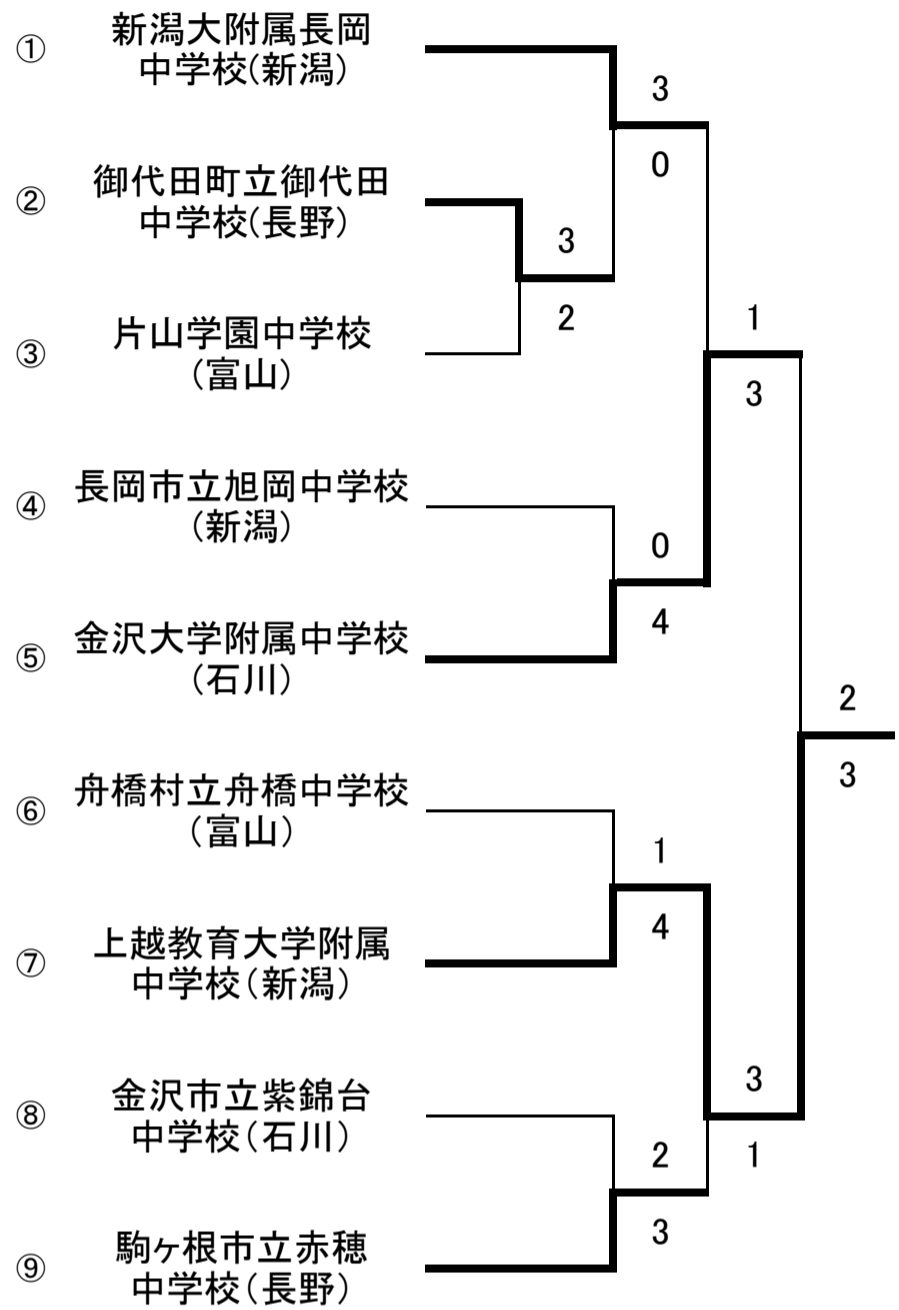 ① 新潟大附属長岡
中学校(新潟)
② 御代田町立御代田
中学校(長野)
③ 片山学園中学校
(富山)
④ 長岡市立旭岡中学校
(新潟)
⑤ 金沢大学附属中学校
(石川)
⑥ 舟橋村立舟橋中学校
(富山)
⑦ 上越教育大学附属
中学校(新潟)
⑧ 金沢市立紫錦台
中学校(石川)
⑨ 駒ヶ根市立赤穂
中学校(長野)
3
0
3
2
1
3
0
4
2
3
1
4
3
1
2
3